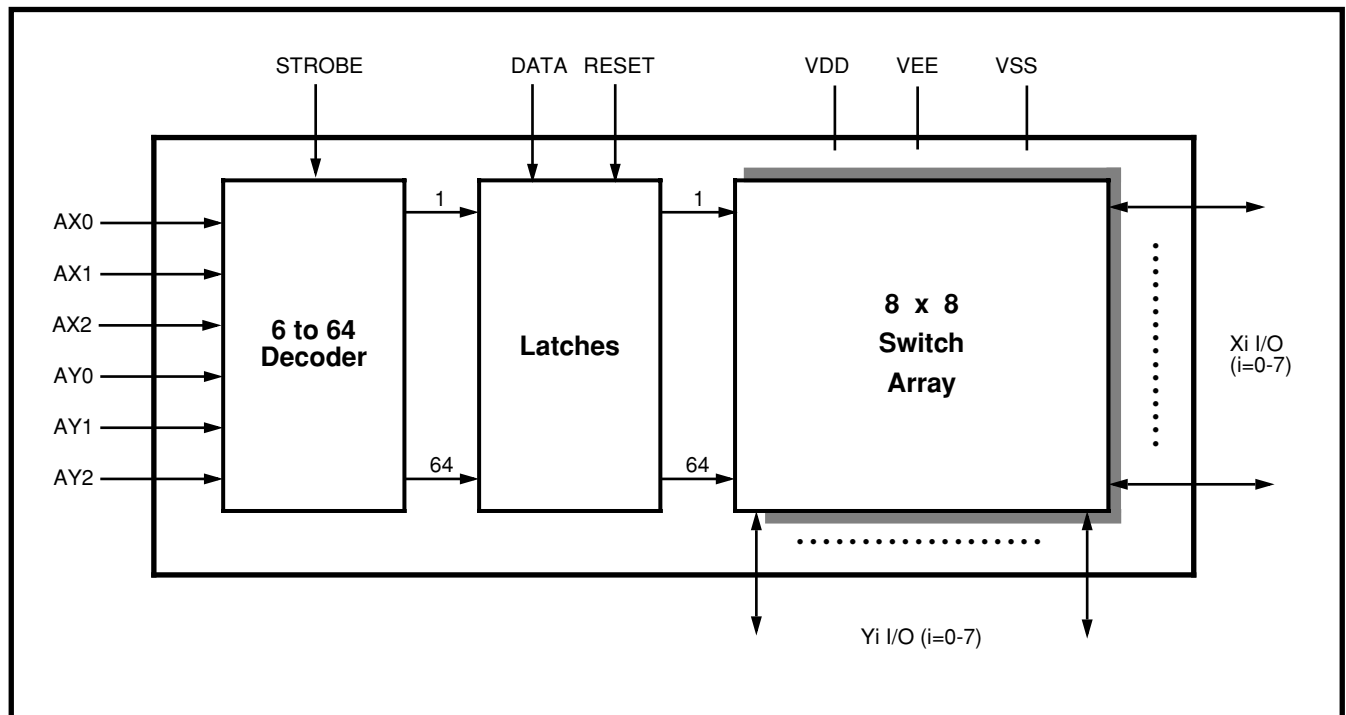 STROBE
DATA
RESET
VDD
VEE
VSS
AX0
AX1
AX2
AY0
AY1
AY2
6 to 64
Decoder
1
64
Latches
1
64
8 x 8
Switch
Array
Xi I/O
(i=0-7)
Yi I/O (i=0-7)